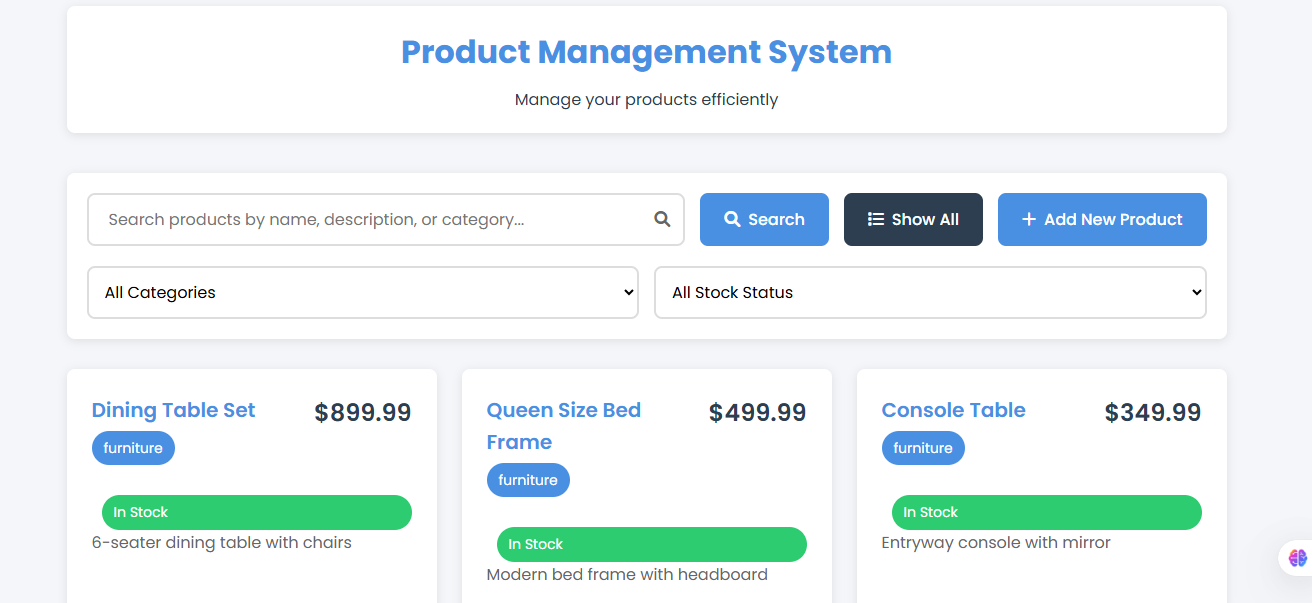 Product Management System
Manage your products efficiently
Search products by name, description, or category...
Search
Show All
Add New Product
All Categories
All Stock Status
Dining Table Set
$899.99
furniture
In Stock
6-seater dining table with chairs
Queen Size Bed
Frame
$499.99
furniture
In Stock
Modern bed frame with headboard
Console Table
$349.99
furniture
In Stock
Entryway console with mirror